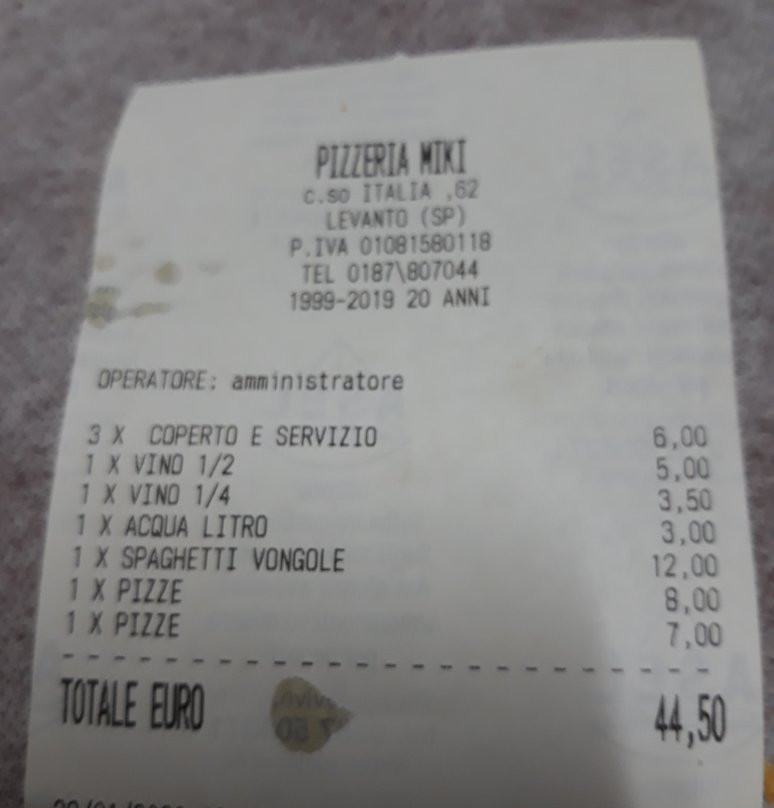 PIZZERIA MIKI
c.so ITALIA ,62
LEVANTO (SP)
P.IVA 01081580118
TEL 0187\807044
1999-2019 20 ANNI
OPERATORE: amministratore
3 X COPERTO E SERVIZIO 6,00
1 X VINO 1/2 5,00
1 X VINO 1/4 3,50
1 X ACQUA LITRO 3,00
1 X SPAGHETTI VONGOLE 12,00
1 X PIZZE 8,00
1 X PIZZE 7,00
TOTALE EURO 44,50